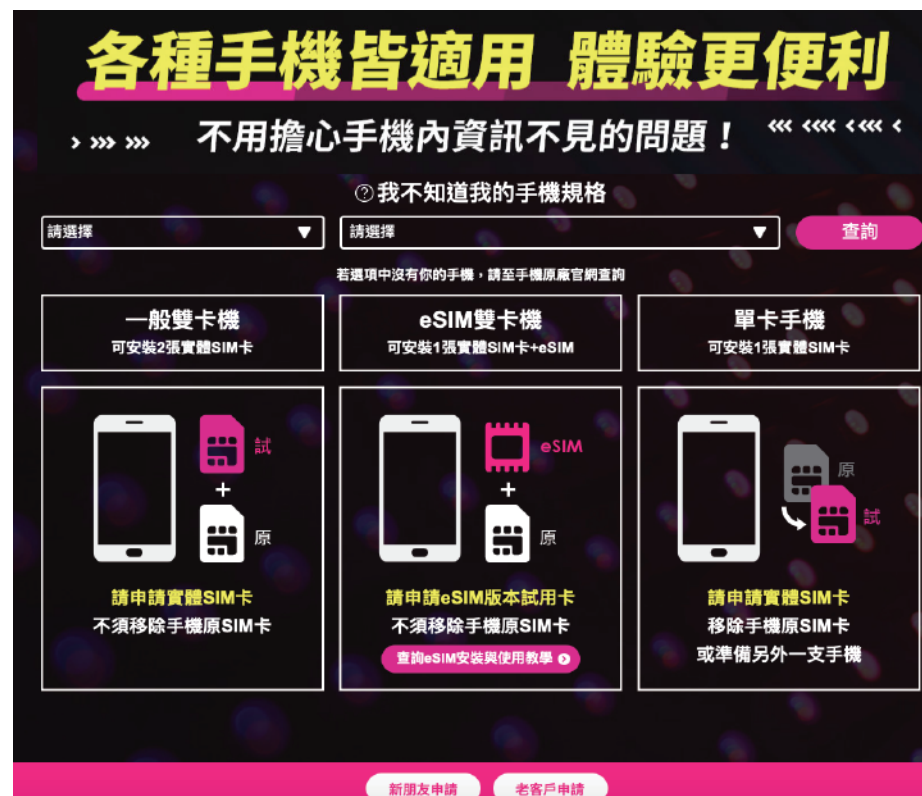 各種手機皆適用 體驗更便利
不用擔心手機內資訊不見的問題！
?我不知道我的手機規格
請選擇
請選擇
查詢
若選項中沒有你的手機，請至手機原廠官網查詢
一般雙卡機
可安裝2張實體SIM卡
eSIM雙卡機
可安裝1張實體SIM卡+eSIM
單卡手機
可安裝1張實體SIM卡
試
+
原
請申請實體SIM卡
不須移除手機原SIM卡
eSIM
+
原
請申請eSIM版本試用卡
不須移除手機原SIM卡
查詢eSIM安裝與使用教學
原
試
請申請實體SIM卡
移除手機原SIM卡
或準備另外一支手機
新朋友申請
老客戶申請